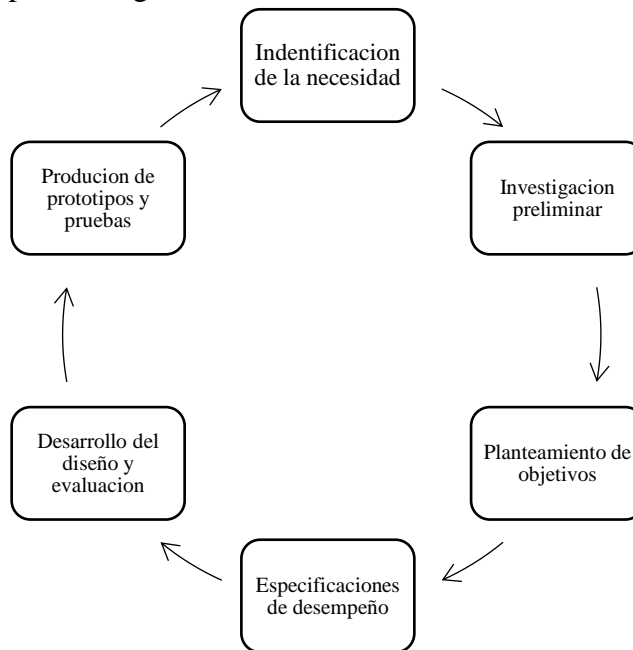 Indentificacion
de la necesidad
Investigacion
preliminar
Planteamiento de
objetivos
Especificaciones
de desempeño
Desarrollo del
diseño y
evaluacion
Producion de
prototipos y
pruebas